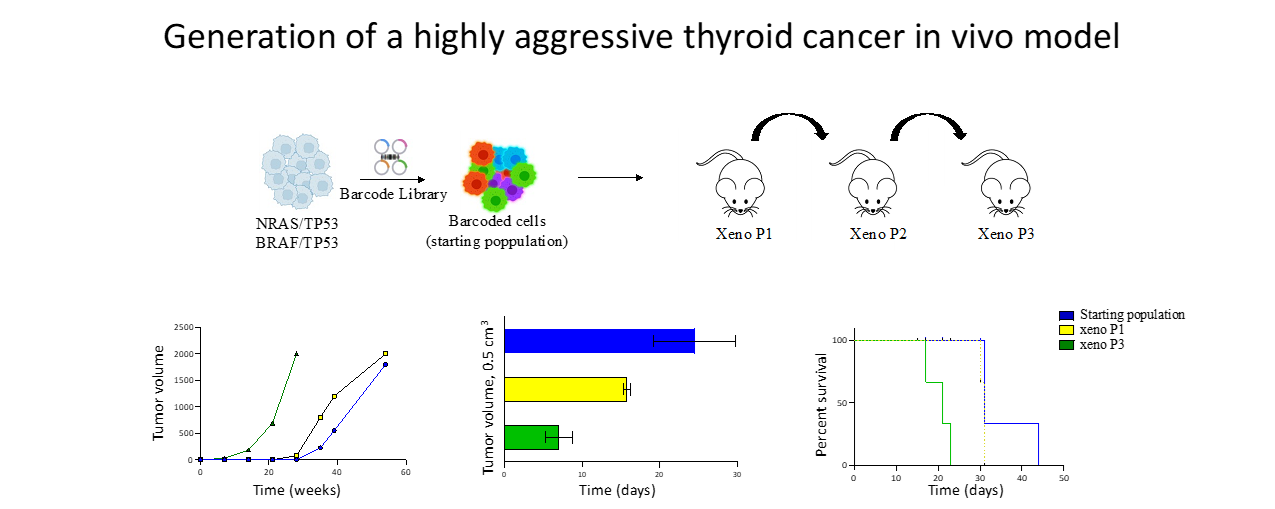 Generation of a highly aggressive thyroid cancer in vivo model
Barcode Library
NRAS/TP53
BRAF/TP53
Barcoded cells
(starting poppulation)
Xeno P1
Xeno P2
Xeno P3
Tumor volume
2500
2000
1500
1000
500
0
0
20
40
60
Time (weeks)
Tumor volume, 0.5 cm³
0
10
20
30
Time (days)
Percent survival
100
50
0
0
10
20
30
40
50
Time (days)
Starting population
xeno P1
xeno P3